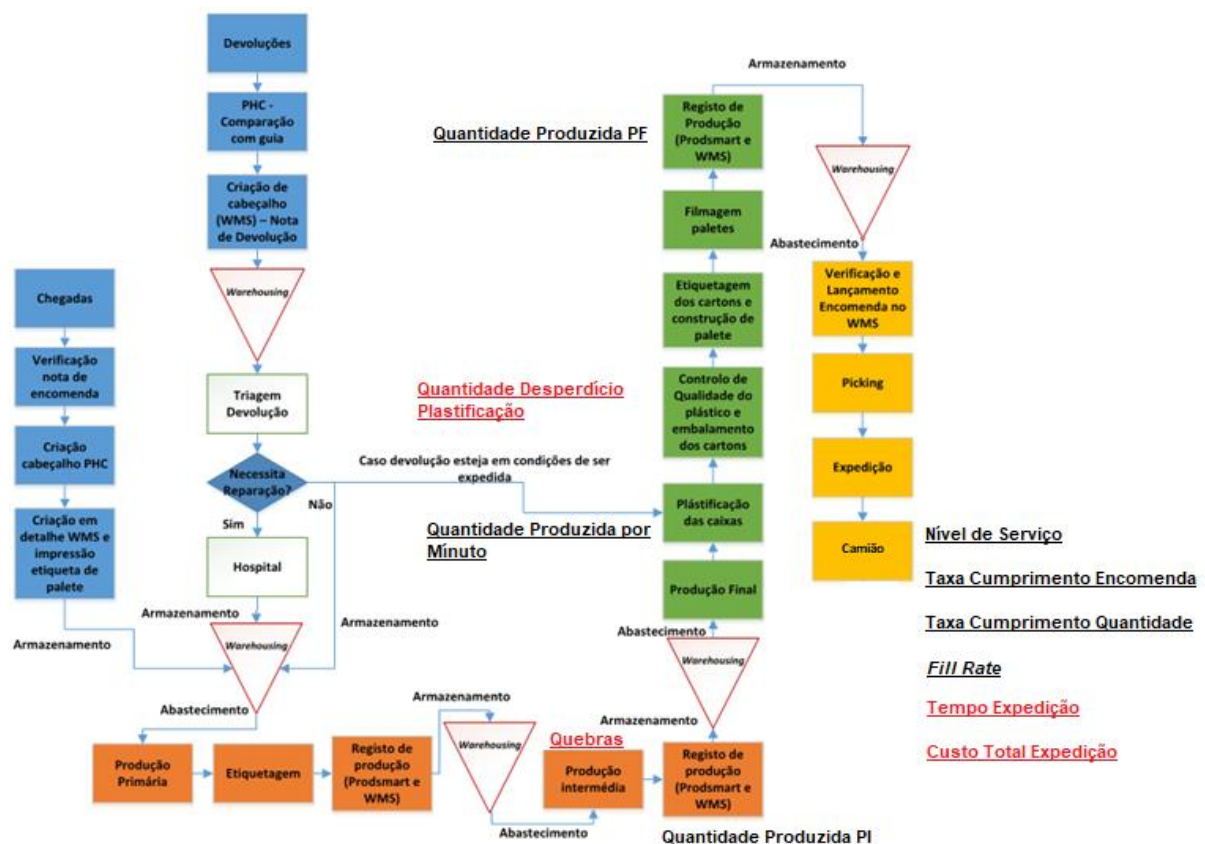 Devoluções
PHC -
Comparação
com guia
Criação de
cabeçalho
(WMS) – Nota
de Devolução
Warehousing
Chegadas
Verificação
nota de
encomenda
Criação
cabeçalho PHC
Criação em
detalhe WMS e
impressão
etiqueta de
palete
Armazenamento
Triagem
Devolução
Necessita
Reparação?
Não
Sim
Hospital
Armazenamento
Armazenamento
Warehousing
Abastecimento
Caso devolução esteja em condições de ser
expedida
Produção
Primária
Etiquetagem
Registo de
produção
(Prodsmart e
WMS)
Armazenamento
Warehousing
Abastecimento
Quebras
Produção
intermédia
Registo de
produção
(Prodsmart e
WMS)
Quantidade Produzida PI
Armazenamento
Warehousing
Abastecimento
Produção Final
Plástificação
das caixas
Quantidade Produzida por
Mínuto
Quantidade Desperdício
Plastificação
Controlo de
Qualidade do
plástico e
embalamento
dos cartons
Etiquetagem
dos cartons e
construção de
palete
Filmagem
paletes
Registo de
Produção
(Prodsmart e
WMS)
Quantidade Produzida PF
Armazenamento
Warehousing
Abastecimento
Verificação e
Lançamento
Encomenda no
WMS
Picking
Expedição
Camião
Nível de Serviço
Taxa Cumprimento Encomenda
Taxa Cumprimento Quantidade
Fill Rate
Tempo Expedição
Custo Total Expedição